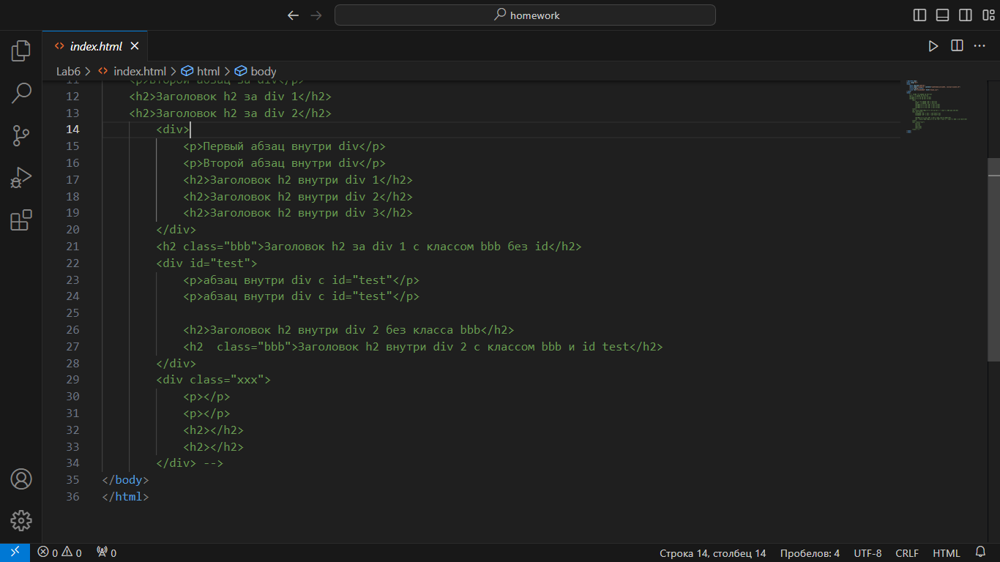 homework
index.html
Lab6 > index.html > html > body
11 <p>Второй абзац за div</p>
12 <h2>Заголовок h2 за div 1</h2>
13 <h2>Заголовок h2 за div 2</h2>
14 <div>
15 <p>Первый абзац внутри div</p>
16 <p>Второй абзац внутри div</p>
17 <h2>Заголовок h2 внутри div 1</h2>
18 <h2>Заголовок h2 внутри div 2</h2>
19 <h2>Заголовок h2 внутри div 3</h2>
20 </div>
21 <h2 class="bbb">Заголовок h2 за div 1 с классом bbb без id</h2>
22 <div id="test">
23 <p>абзац внутри div с id="test"</p>
24 <p>абзац внутри div с id="test"</p>
25
26 <h2>Заголовок h2 внутри div 2 без класса bbb</h2>
27 <h2  class="bbb">Заголовок h2 внутри div 2 с классом bbb и id test</h2>
28 </div>
29 <div class="xxx">
30 <p></p>
31 <p></p>
32 <h2></h2>
33 <h2></h2>
34 </div> -->
35 </body>
36 </html>
0 0 0 Строка 14, столбец 14 Пробелов: 4 UTF-8 CRLF HTML